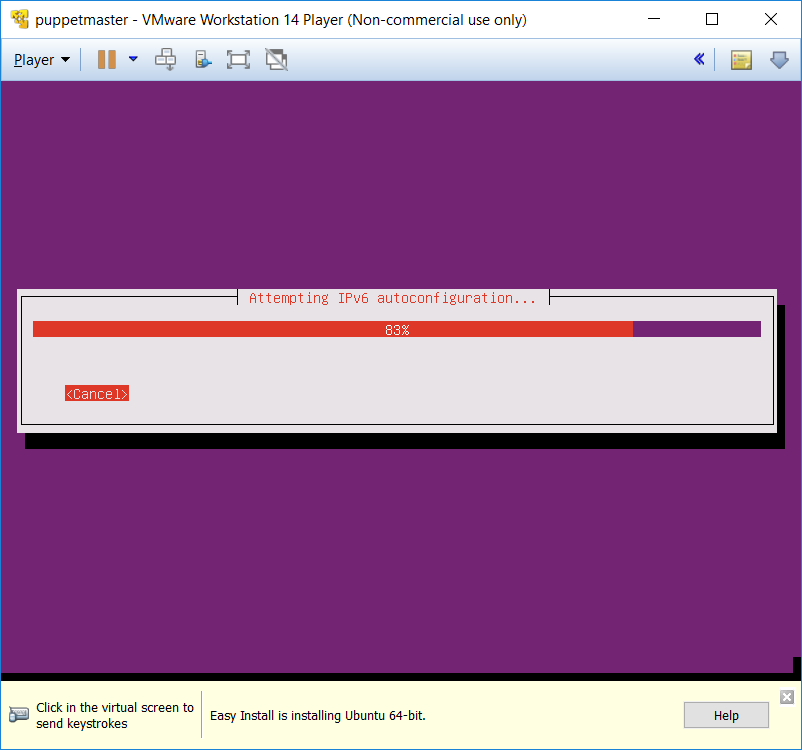 puppetmaster - VMware Workstation 14 Player (Non-commercial use only)
Player
Attempting IPv6 autoconfiguration...
83%
<Cancel>
Click in the virtual screen to
send keystrokes
Easy Install is installing Ubuntu 64-bit.
Help